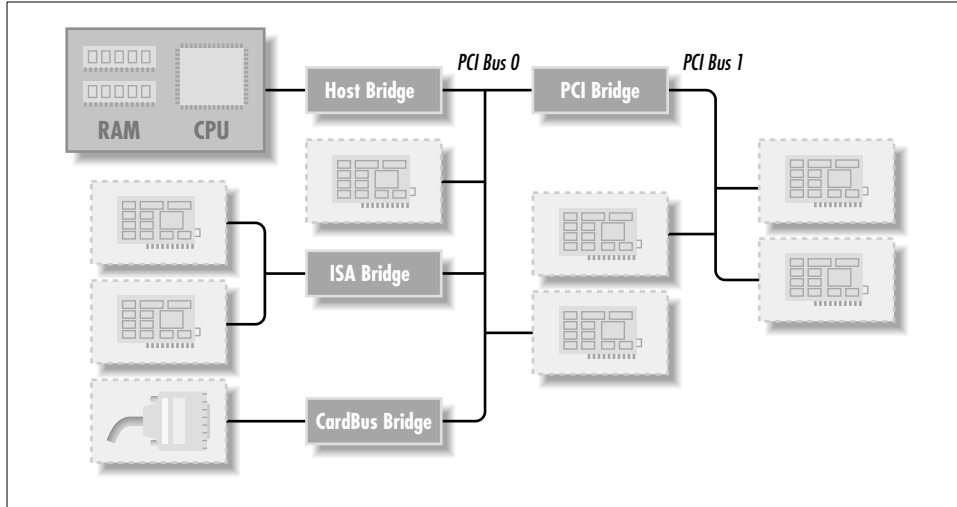 PCI Bus 0
PCI Bus 1
Host Bridge
PCI Bridge
RAM
CPU
ISA Bridge
CardBus Bridge